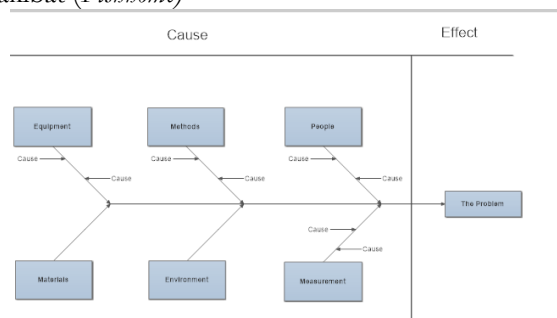 Cause
Effect
Equipment
Methods
People
Cause
Cause
Cause
Cause
Cause
Cause
The Problem
Cause
Cause
Materials
Environment
Measurement